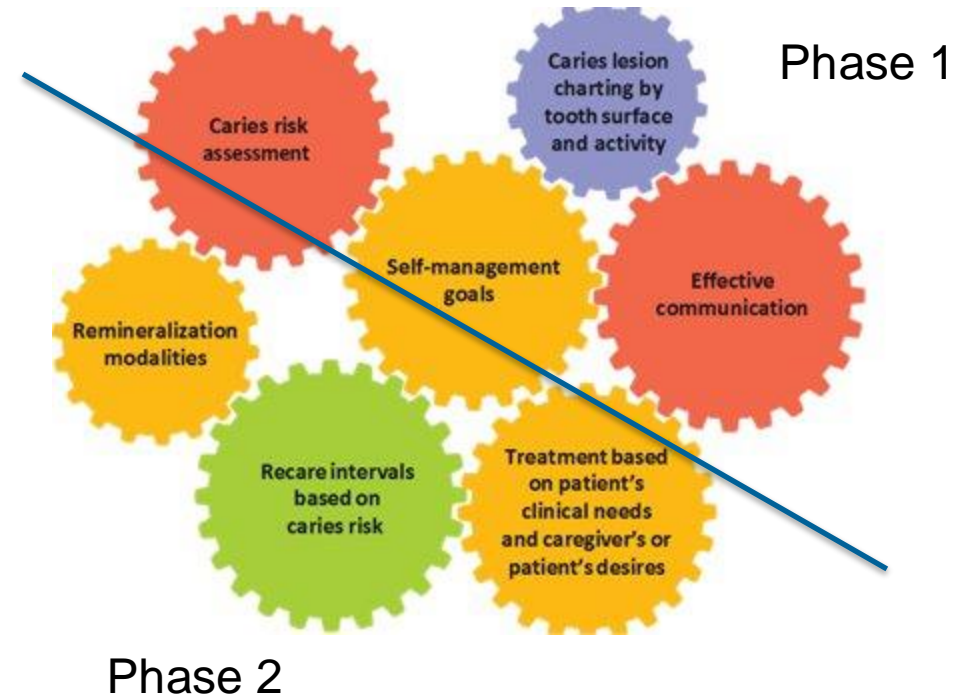 Phase 1
Caries risk
assessment
Caries lesion
charting by
tooth surface
and activity
Self-management
goals
Effective
communication
Remineralization
modalities
Recare intervals
based on
caries risk
Treatment based
on patient's
clinical needs
and caregiver's or
patient's desires
Phase 2